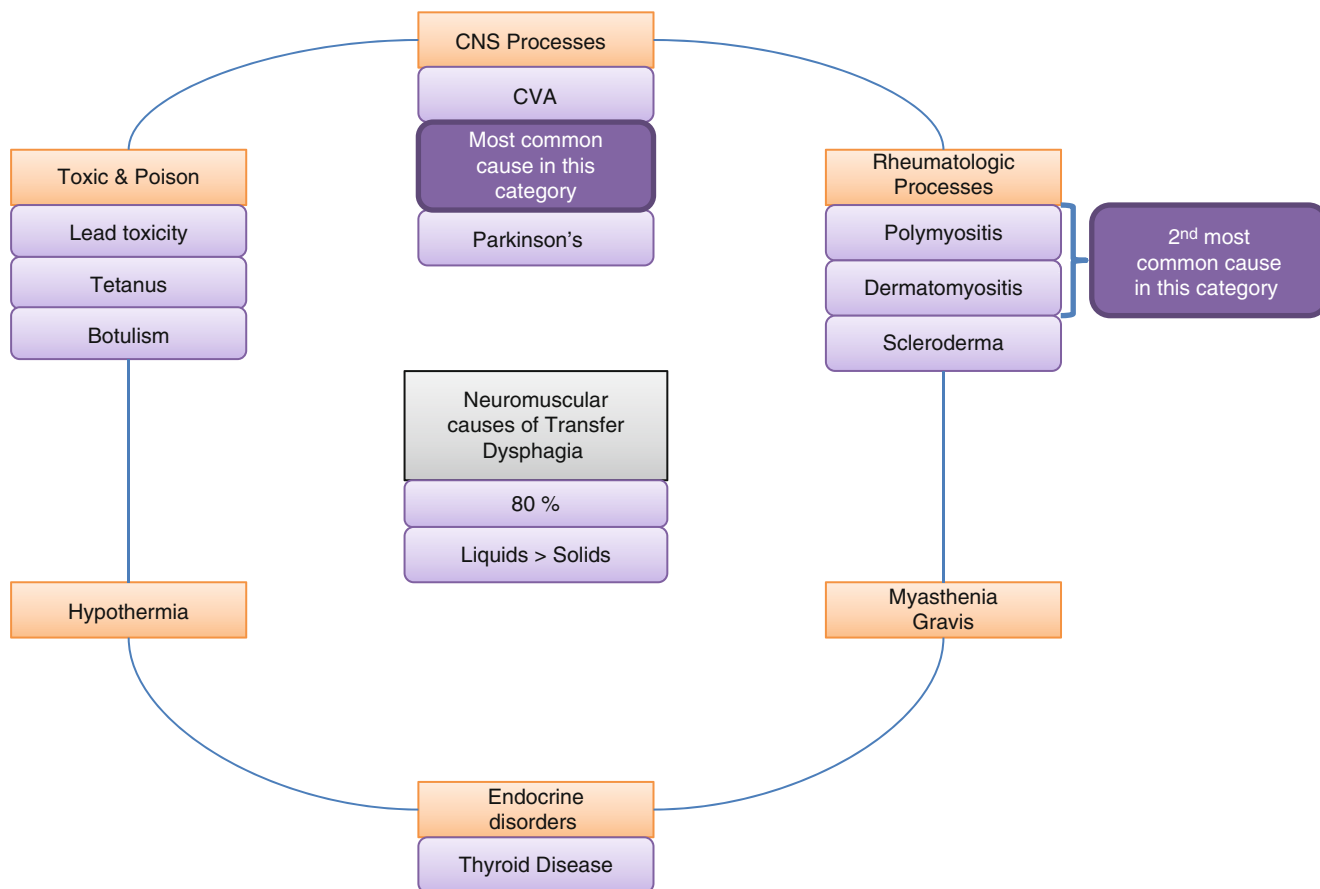 CNS Processes
CVA
Most common
cause in this
category
Parkinson's
Toxic & Poison
Lead toxicity
Tetanus
Botulism
Rheumatologic
Processes
Polymyositis
Dermatomyositis
Scleroderma
2nd most
common cause
in this category
Neuromuscular
causes of Transfer
Dysphagia
80 %
Liquids > Solids
Hypothermia
Myasthenia
Gravis
Endocrine
disorders
Thyroid Disease